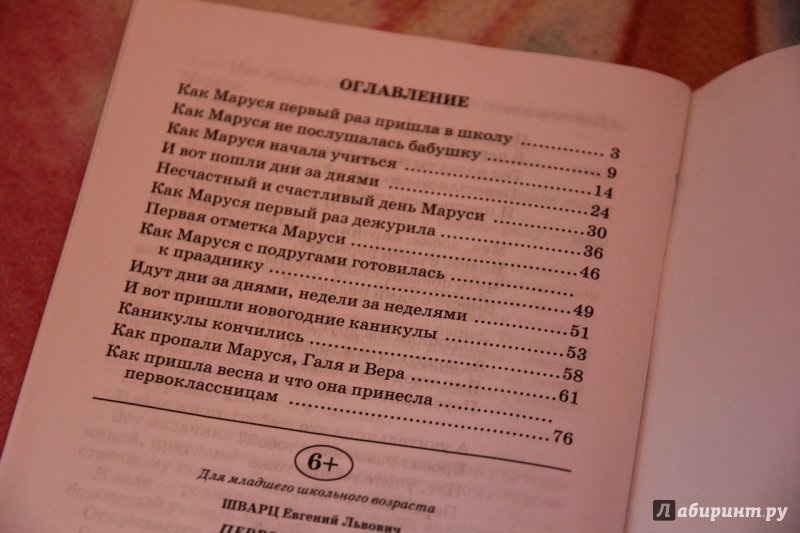 ОГЛАВЛЕНИЕ
Как Маруся первый раз пришла в школу .............. 3
Как Маруся не послушалась бабушку .................. 9
Как Маруся начала учиться .............................. 14
И вот пошли дни за днями .............................. 24
Несчастный и счастливый день Маруси .............. 30
Как Маруся первый раз дежурила ..................... 36
Первая отметка Маруси .................................. 46
Как Маруся с подругами готовилась
к празднику .............................................. 49
Идут дни за днями, недели за неделями .............. 51
И вот пришли новогодние каникулы ................... 53
Каникулы кончились ...................................... 58
Как пропали Маруся, Галя и Вера ...................... 61
Как пришла весна и что она принесла
первоклассницам ........................................ 76
6+
Для младшего школьного возраста
ШВАРЦ Евгений Львович
Лабиринт.ру